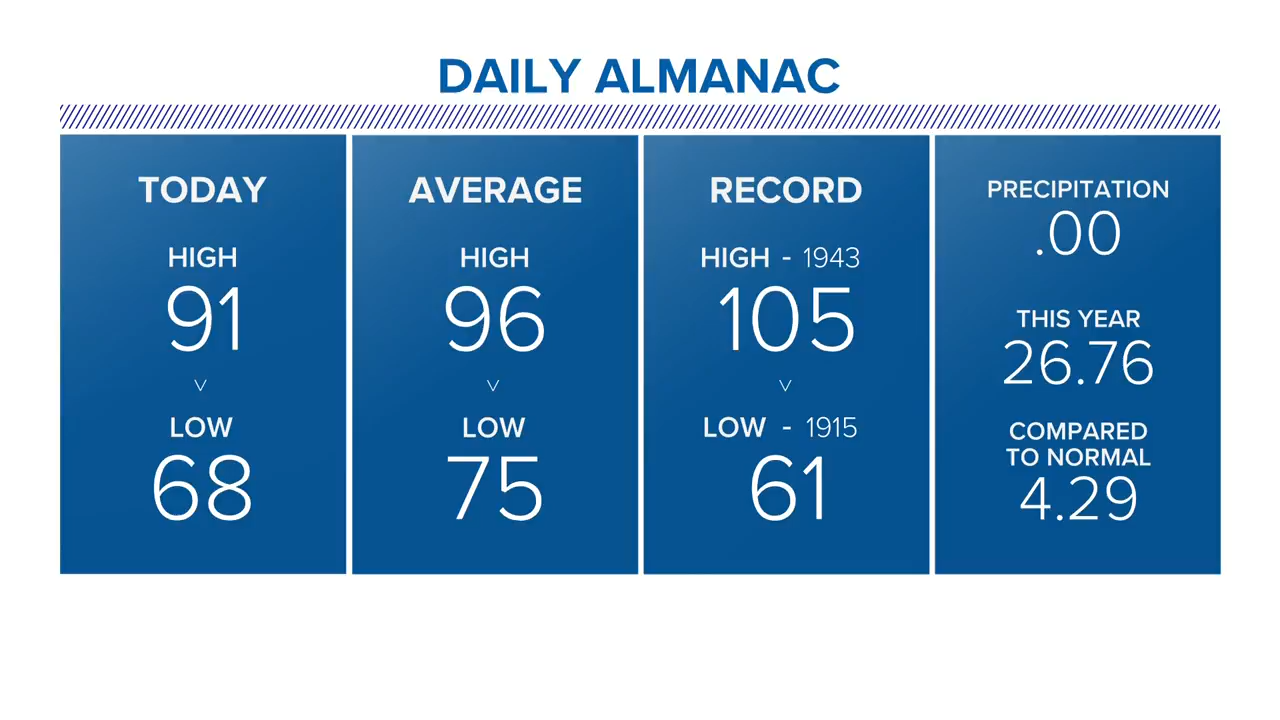 DAILY ALMANAC
TODAY
HIGH
91
LOW
68
AVERAGE
HIGH
96
LOW
75
RECORD
HIGH - 1943
105
LOW - 1915
61
PRECIPITATION
.00
THIS YEAR
26.76
COMPARED
TO NORMAL
4.29